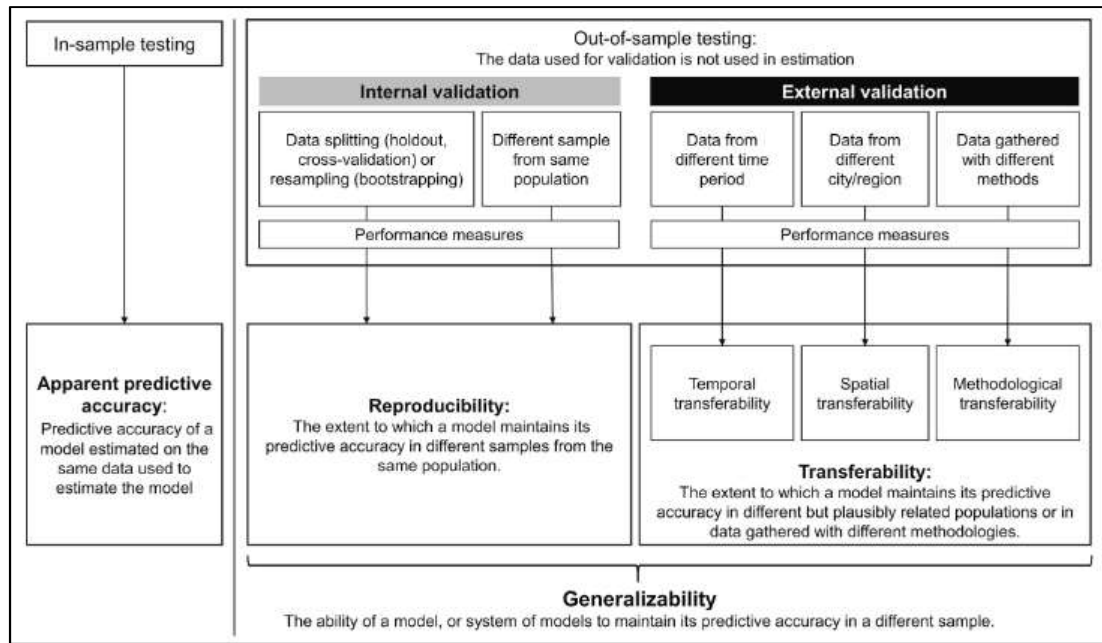 In-sample testing
Out-of-sample testing:
The data used for validation is not used in estimation
Internal validation
External validation
Data splitting (holdout,
cross-validation) or
resampling (bootstrapping)
Different sample
from same
population
Data from
different time
period
Data from
different
city/region
Data gathered
with different
methods
Performance measures
Performance measures
Apparent predictive
accuracy:
Predictive accuracy of a
model estimated on the
same data used to
estimate the model
Reproducibility:
The extent to which a model maintains its
predictive accuracy in different samples from the
same population.
Temporal
transferability
Spatial
transferability
Methodological
transferability
Transferability:
The extent to which a model maintains its predictive
accuracy in different but plausibly related populations or in
data gathered with different methodologies.
Generalizability
The ability of a model, or system of models to maintain its predictive accuracy in a different sample.